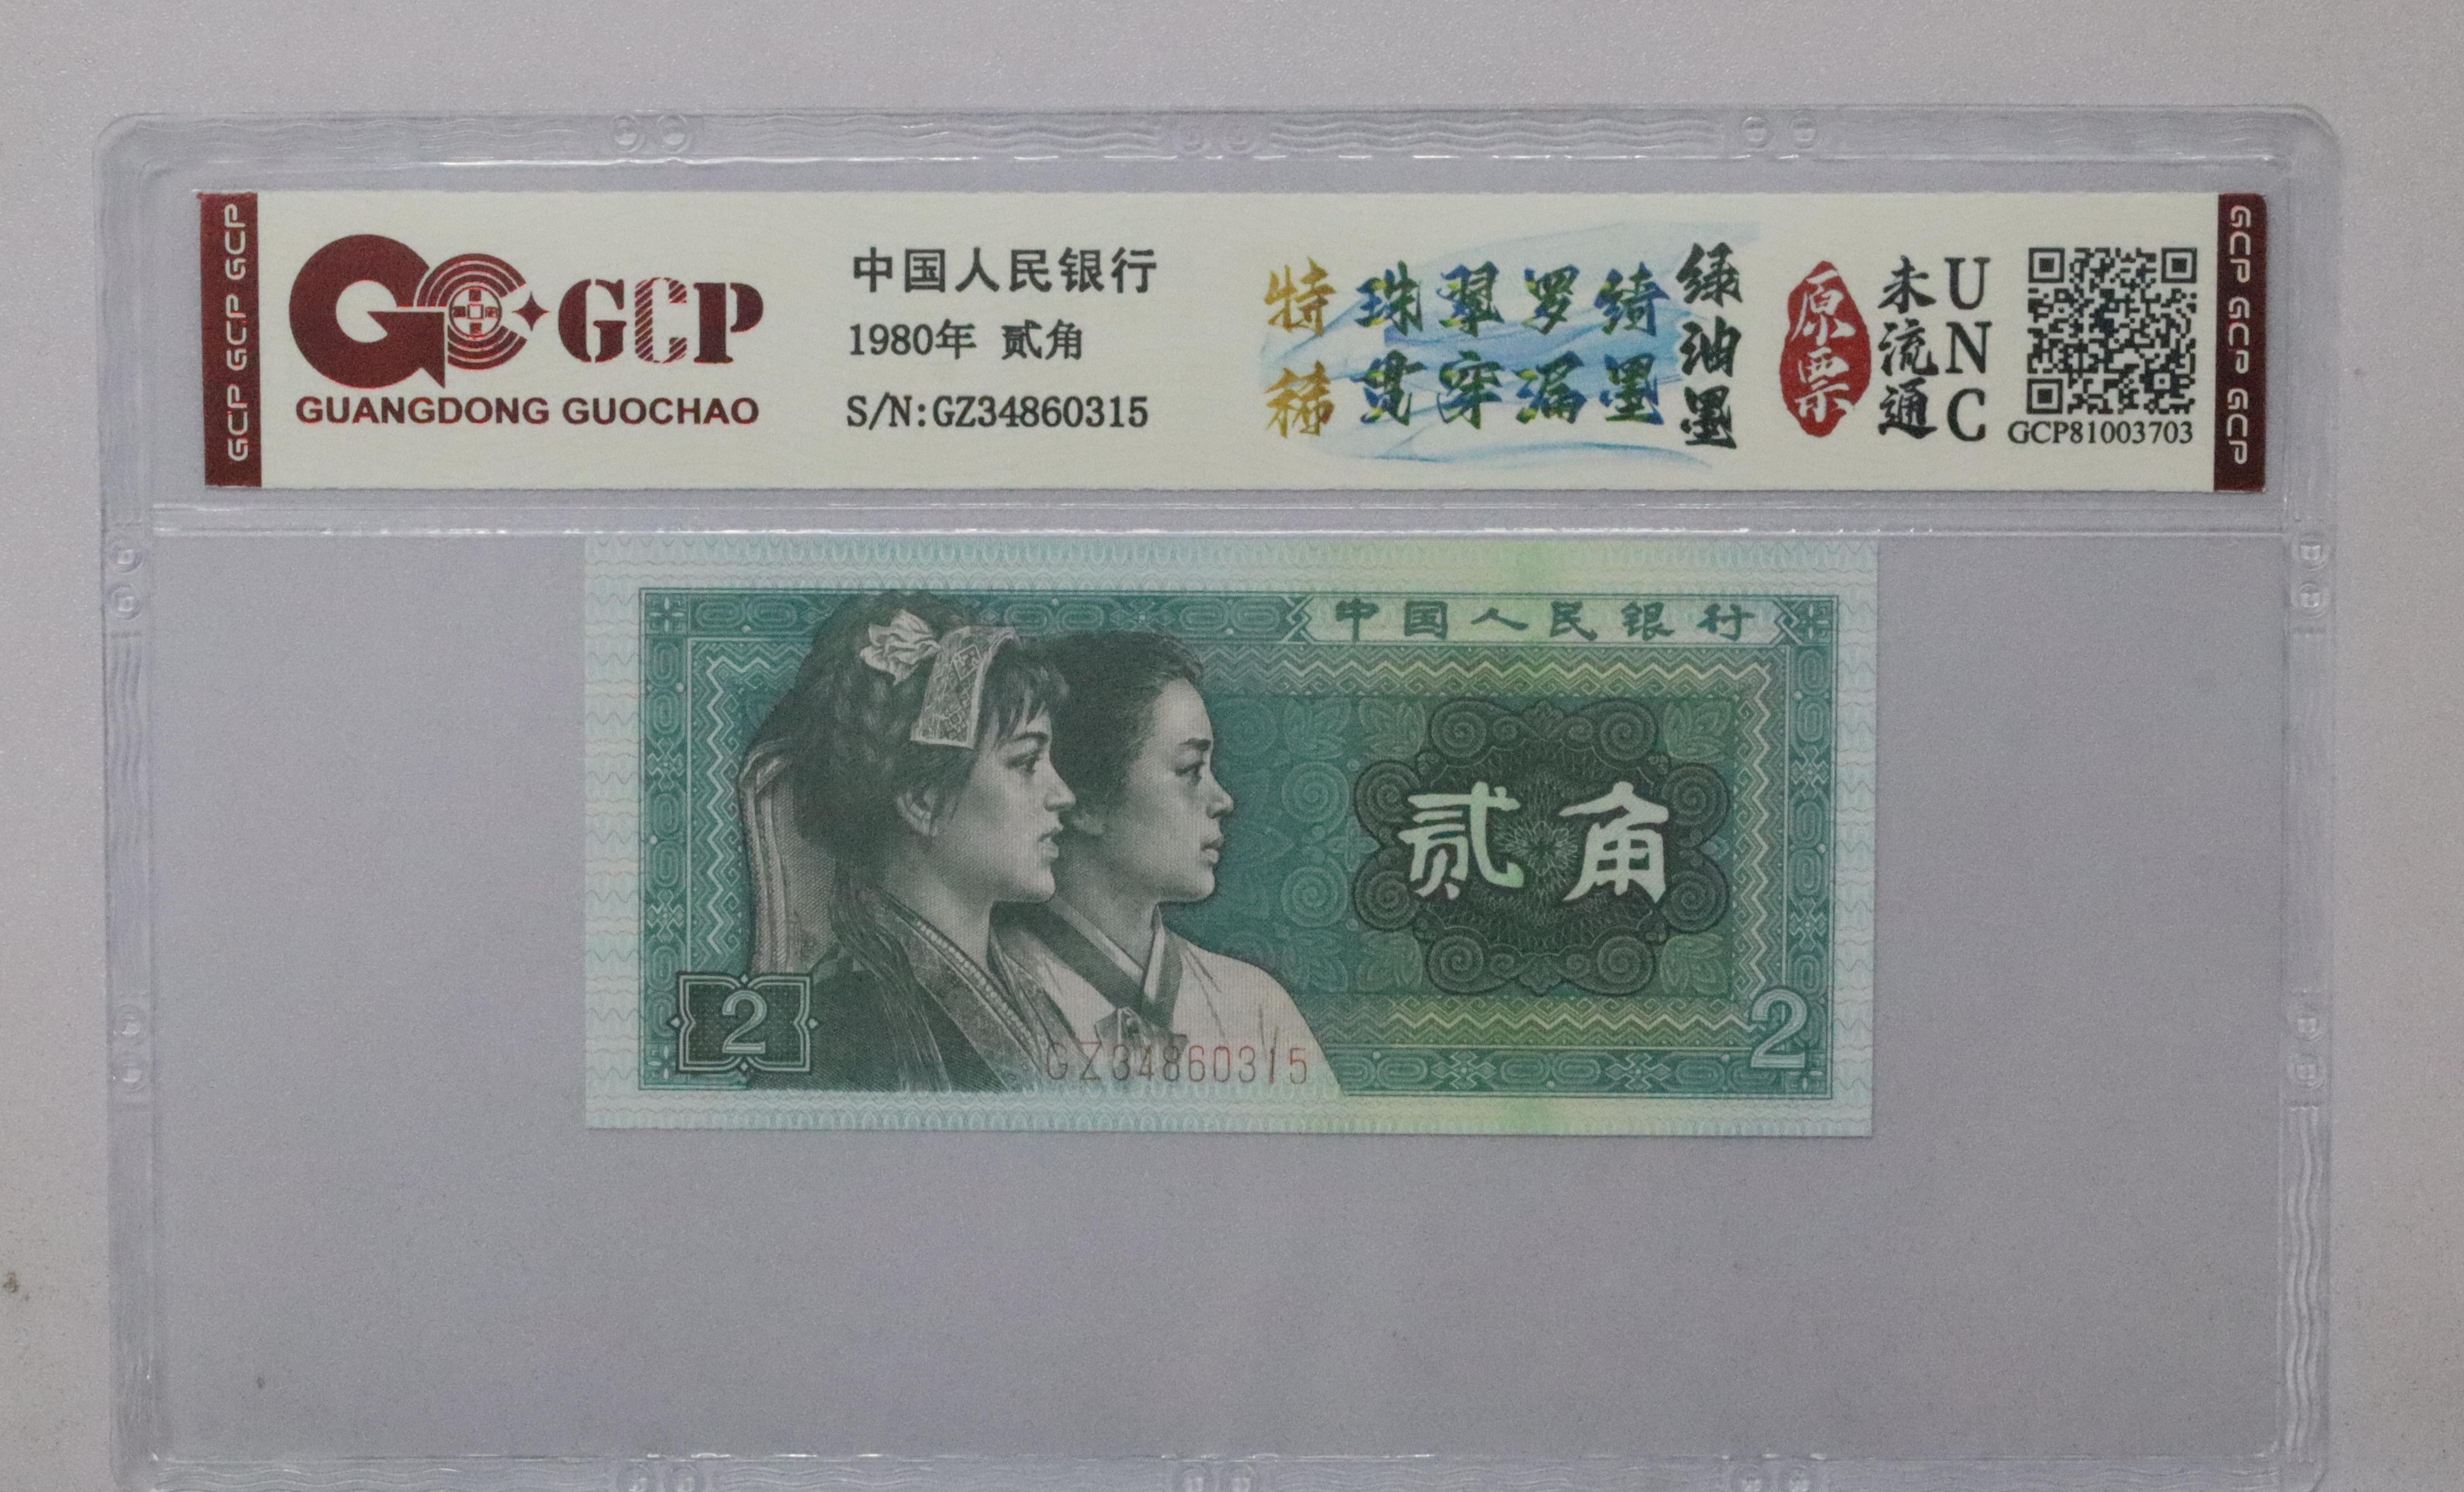 GCP GCP GCP
GCP
GUANGDONG GUOCHAO
中国人民银行
1980年 贰角
S/N:GZ34860315
特稀
珠翠罗绮
贯穿漏墨
绿油墨
原票
未流通
UNC
GCP81003703
GCP GCP GCP
中国人民银行
贰角
2
2
GZ34860315